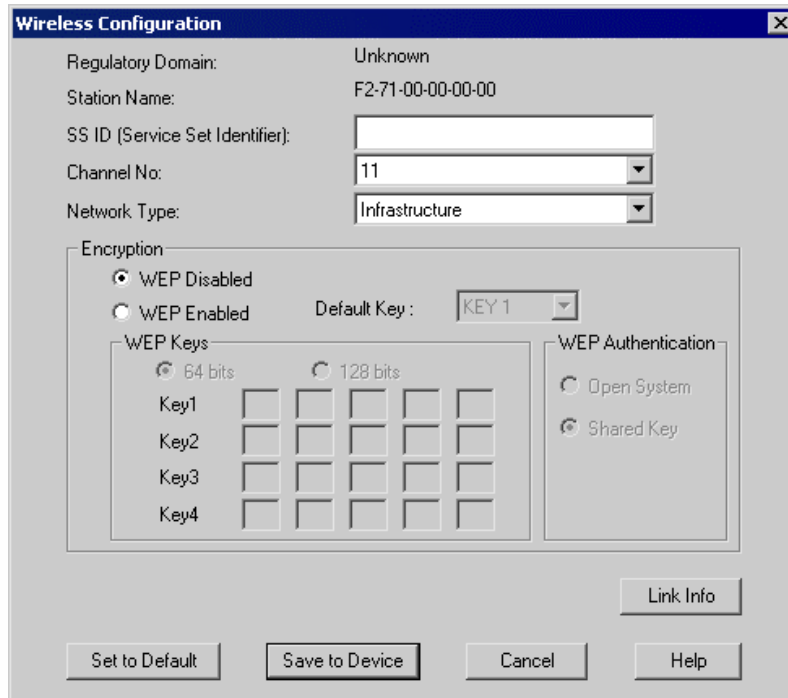 Wireless Configuration
Regulatory Domain: Unknown
Station Name: F2-71-00-00-00-00
SS ID (Service Set Identifier):
Channel No: 11
Network Type: Infrastructure
Encryption
WEP Disabled
WEP Enabled Default Key : KEY 1
WEP Keys WEP Authentication
64 bits 128 bits Open System
Key1
Key2 Shared Key
Key3
Key4
Link Info
Set to Default Save to Device Cancel Help